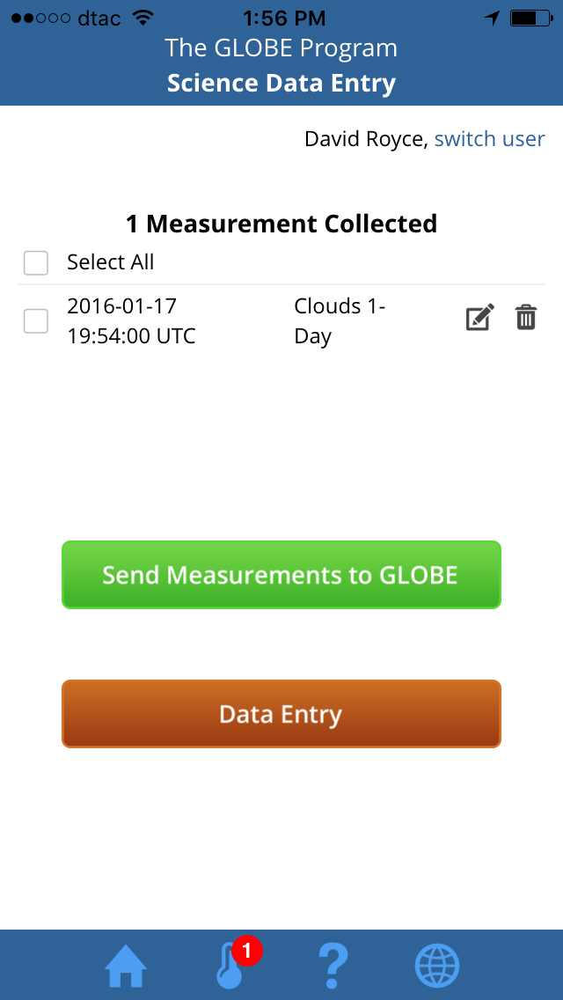 dtac 1:56 PM
The GLOBE Program
Science Data Entry
David Royce, switch user
1 Measurement Collected
Select All
2016-01-17 Clouds 1-
19:54:00 UTC Day
Send Measurements to GLOBE
Data Entry
1
?